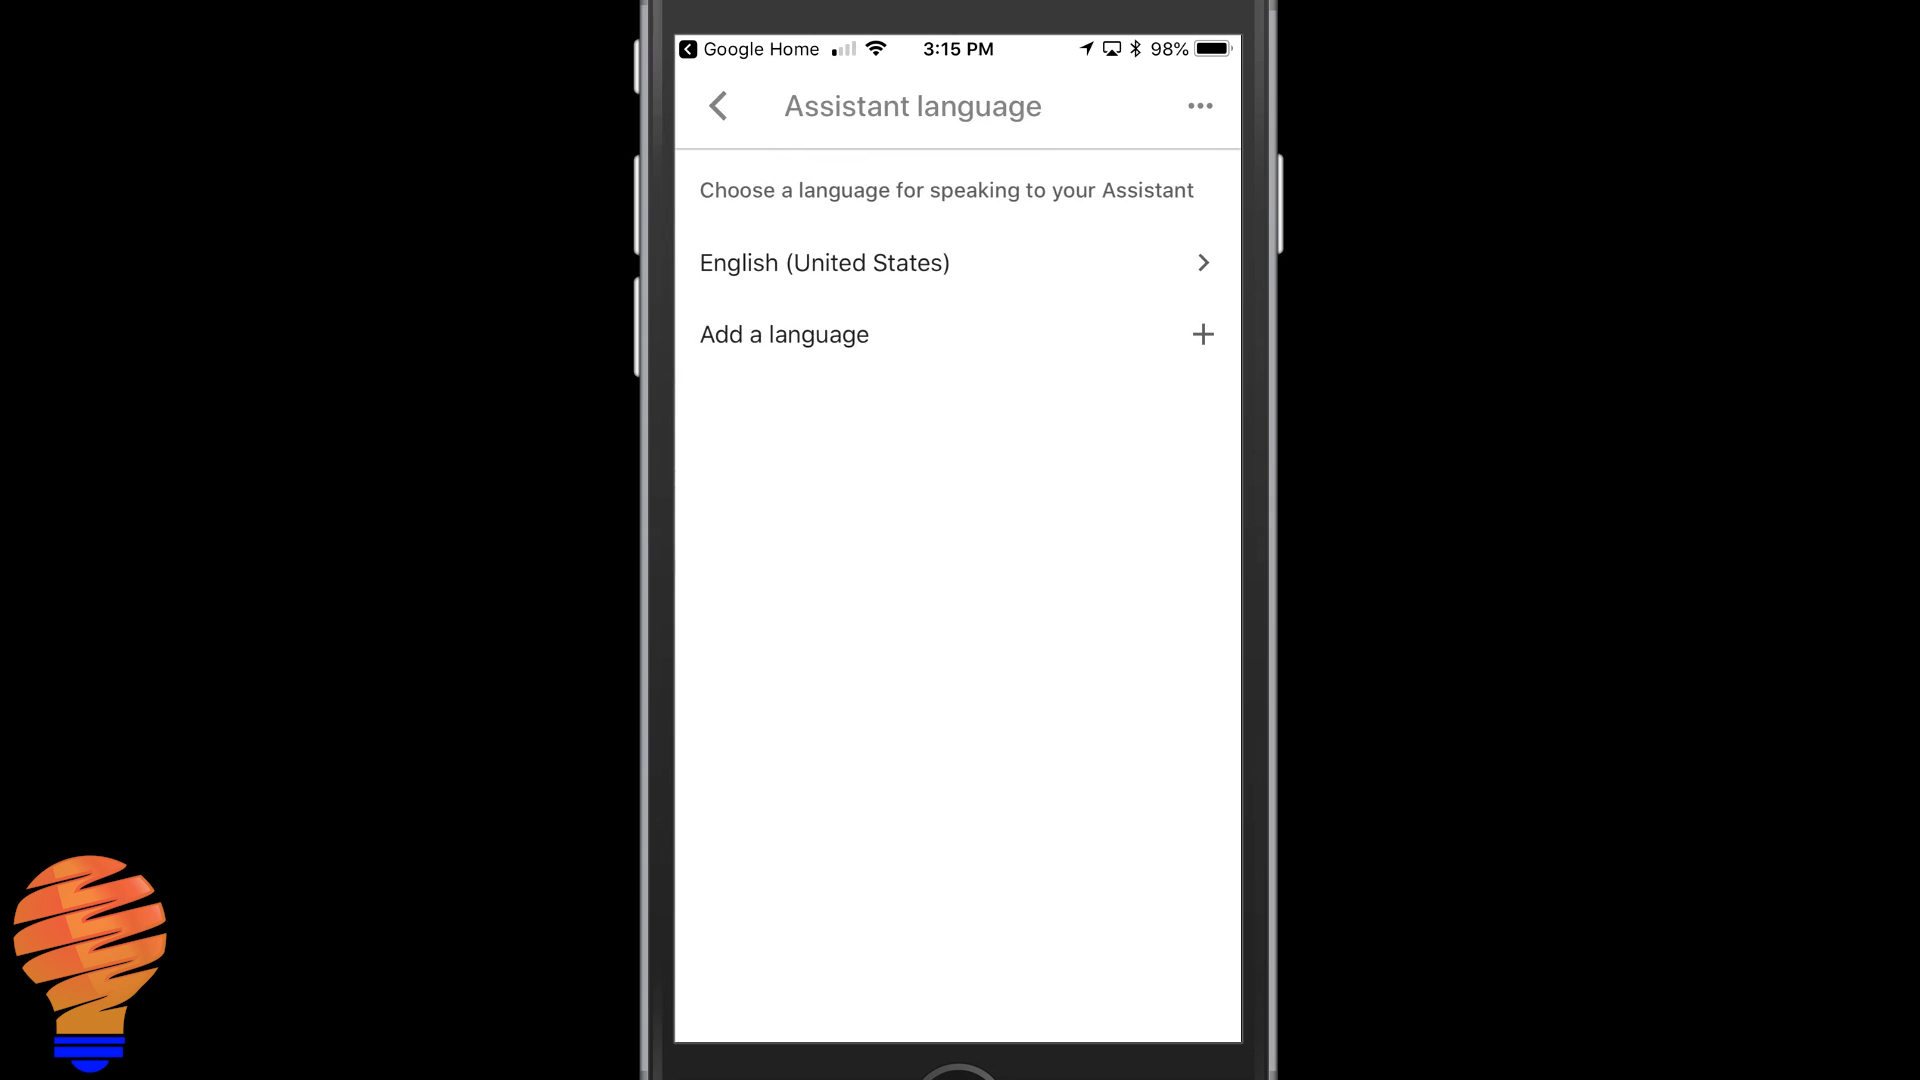 Google Home 3:15 PM 98%
Assistant language
Choose a language for speaking to your Assistant
English (United States)
Add a language